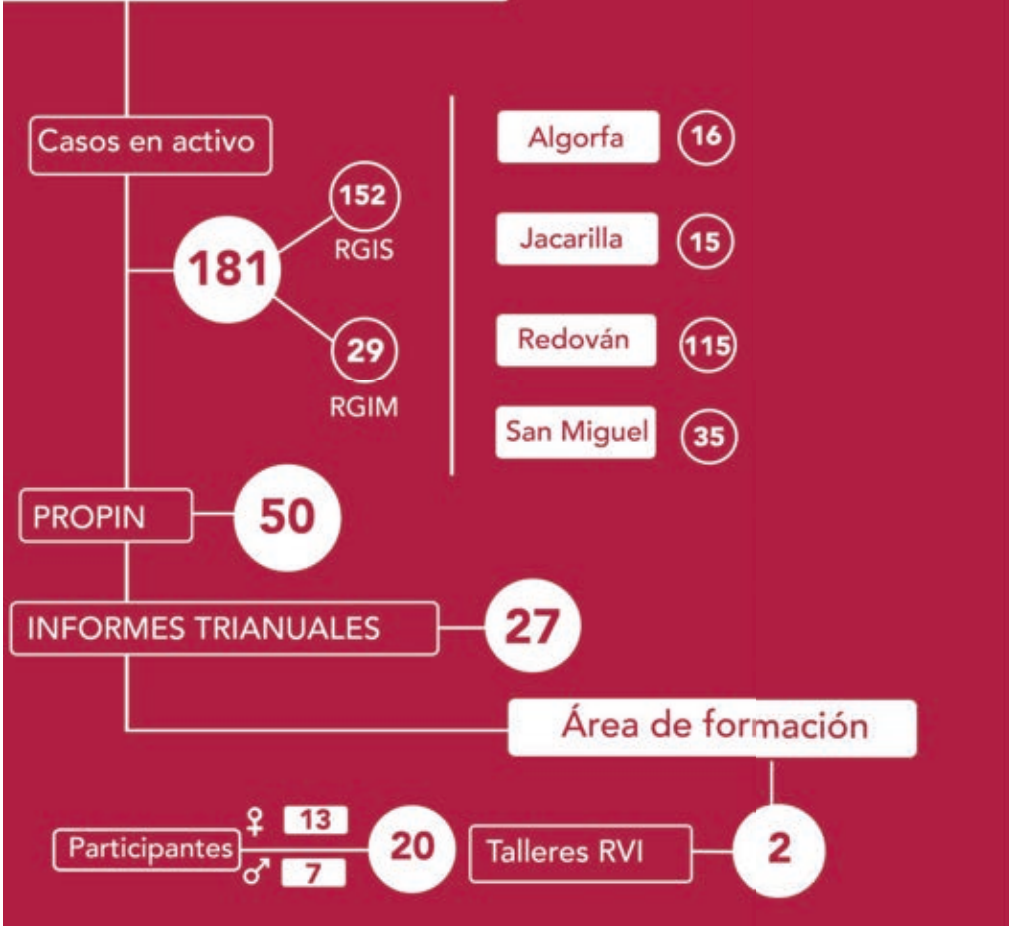 Casos en activo
181
152
RGIS
29
RGIM
Algorfa 16
Jacarilla 15
Redován 115
San Miguel 35
PROPIN 50
INFORMES TRIANUALES 27
Área de formación
Participantes
♀ 13
♂ 7
20
Talleres RVI 2